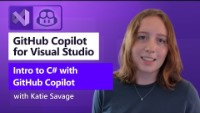 GitHub Copilot
for Visual Studio
Intro to C# with
GitHub Copilot
with Katie Savage